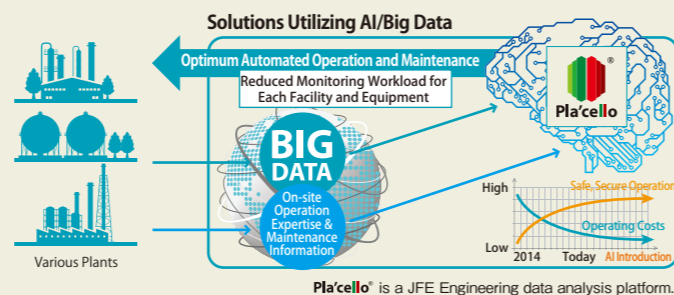 Solutions Utilizing AI/Big Data
Optimum Automated Operation and Maintenance
Reduced Monitoring Workload for
Each Facility and Equipment
Pla'cello
®
BIG
DATA
On-site
Operation
Expertise &
Maintenance
Information
Various Plants
High
Safe, Secure Operation
Operating Costs
Low
2014 Today AI Introduction
Pla'cello® is a JFE Engineering data analysis platform.